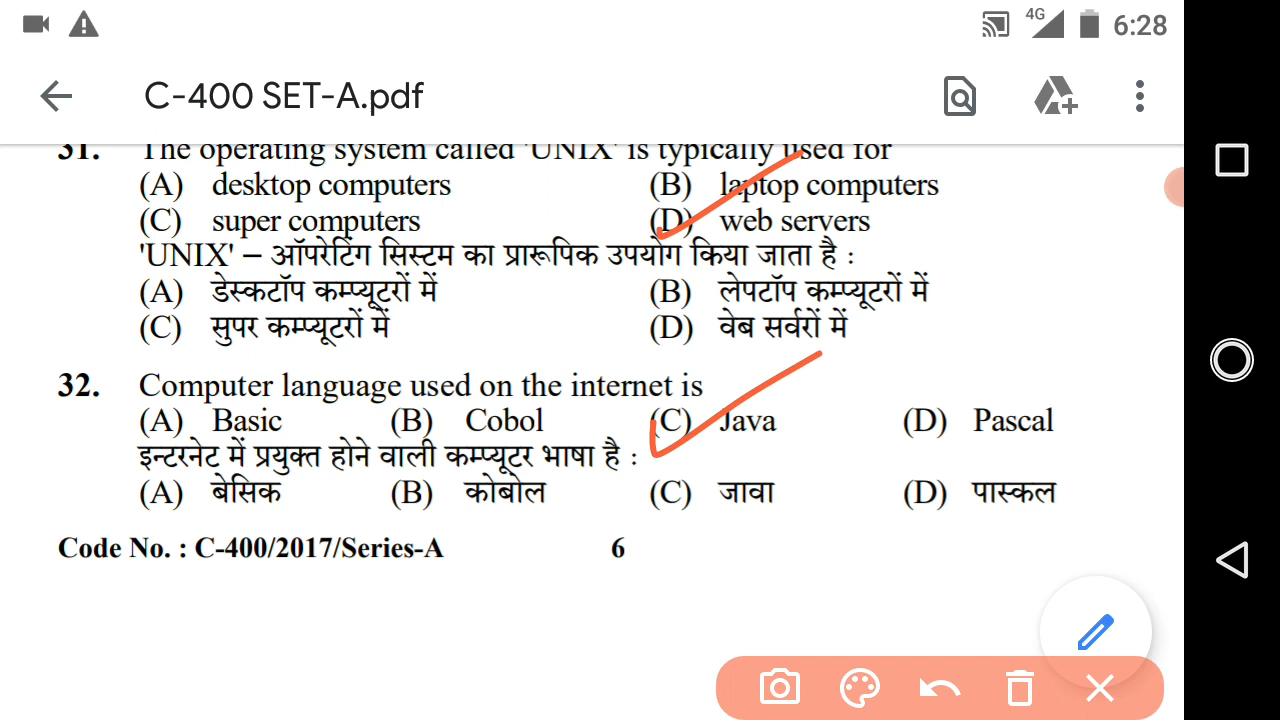 4G 6:28
C-400 SET-A.pdf
31. The operating system called 'UNIX' is typically used for
(A) desktop computers (B) laptop computers
(C) super computers (D) web servers
'UNIX' – ऑपरेटिंग सिस्टम का प्रारूपिक उपयोग किया जाता है :
(A) डेस्कटॉप कम्प्यूटरों में (B) लेपटॉप कम्प्यूटरों में
(C) सुपर कम्प्यूटरों में (D) वेब सर्वरों में
32. Computer language used on the internet is
(A) Basic (B) Cobol (C) Java (D) Pascal
इन्टरनेट में प्रयुक्त होने वाली कम्प्यूटर भाषा है :
(A) बेसिक (B) कोबोल (C) जावा (D) पास्कल
Code No. : C-400/2017/Series-A 6